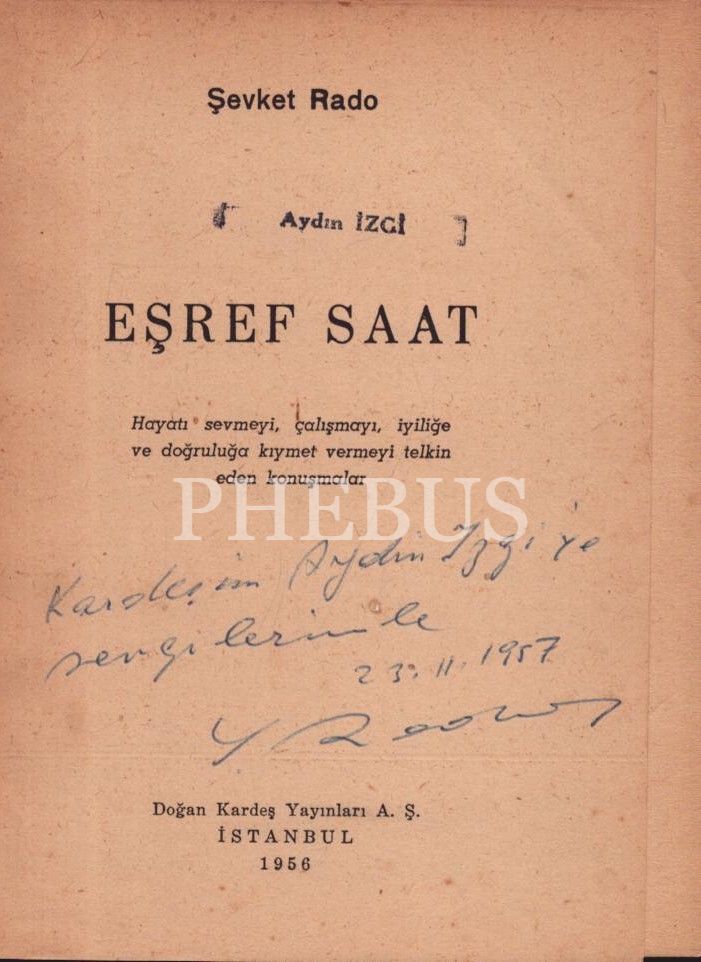 Şevket Rado
Aydın İZGİ
EŞREF SAAT
Hayatı sevmeyi, çalışmayı, iyiliğe
ve doğruluğa kıymet vermeyi telkin
eden konuşmalar
PHEBUS
Kardeşim Aydın İzgi'ye
sevgilerimle
23.11.1957
Doğan Kardeş Yayınları A. Ş.
İSTANBUL
1956